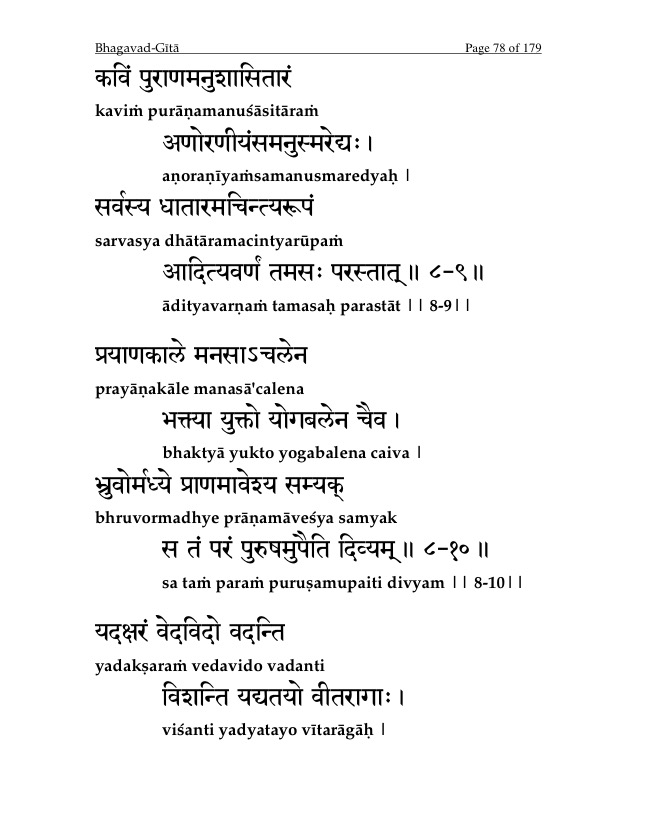 Bhagavad-Gītā Page 78 of 179
कविं पुराणमनुशासितारं
kaviṁ purāṇamanuśāsitāraṁ
अणोरणीयंसमनुस्मरेद्यः।
aṇoraṇīyaṁsamanusmaredyaḥ |
सर्वस्य धातारमचिन्त्यरूपं
sarvasya dhātāramacintyarūpaṁ
आदित्यवर्णं तमसः परस्तात्॥ ८-९॥
ādityavarṇaṁ tamasaḥ parastāt || 8-9||
प्रयाणकाले मनसाऽचलेन
prayāṇakāle manasā'calena
भक्त्या युक्तो योगबलेन चैव।
bhaktyā yukto yogabalena caiva |
भ्रुवोर्मध्ये प्राणमावेश्य सम्यक्
bhruvormadhye prāṇamāveśya samyak
स तं परं पुरुषमुपैति दिव्यम्॥ ८-१०॥
sa taṁ paraṁ puruṣamupaiti divyam || 8-10||
यदक्षरं वेदविदो वदन्ति
yadakṣaraṁ vedavido vadanti
विशन्ति यद्यतयो वीतरागाः।
viśanti yadyatayo vītarāgāḥ |